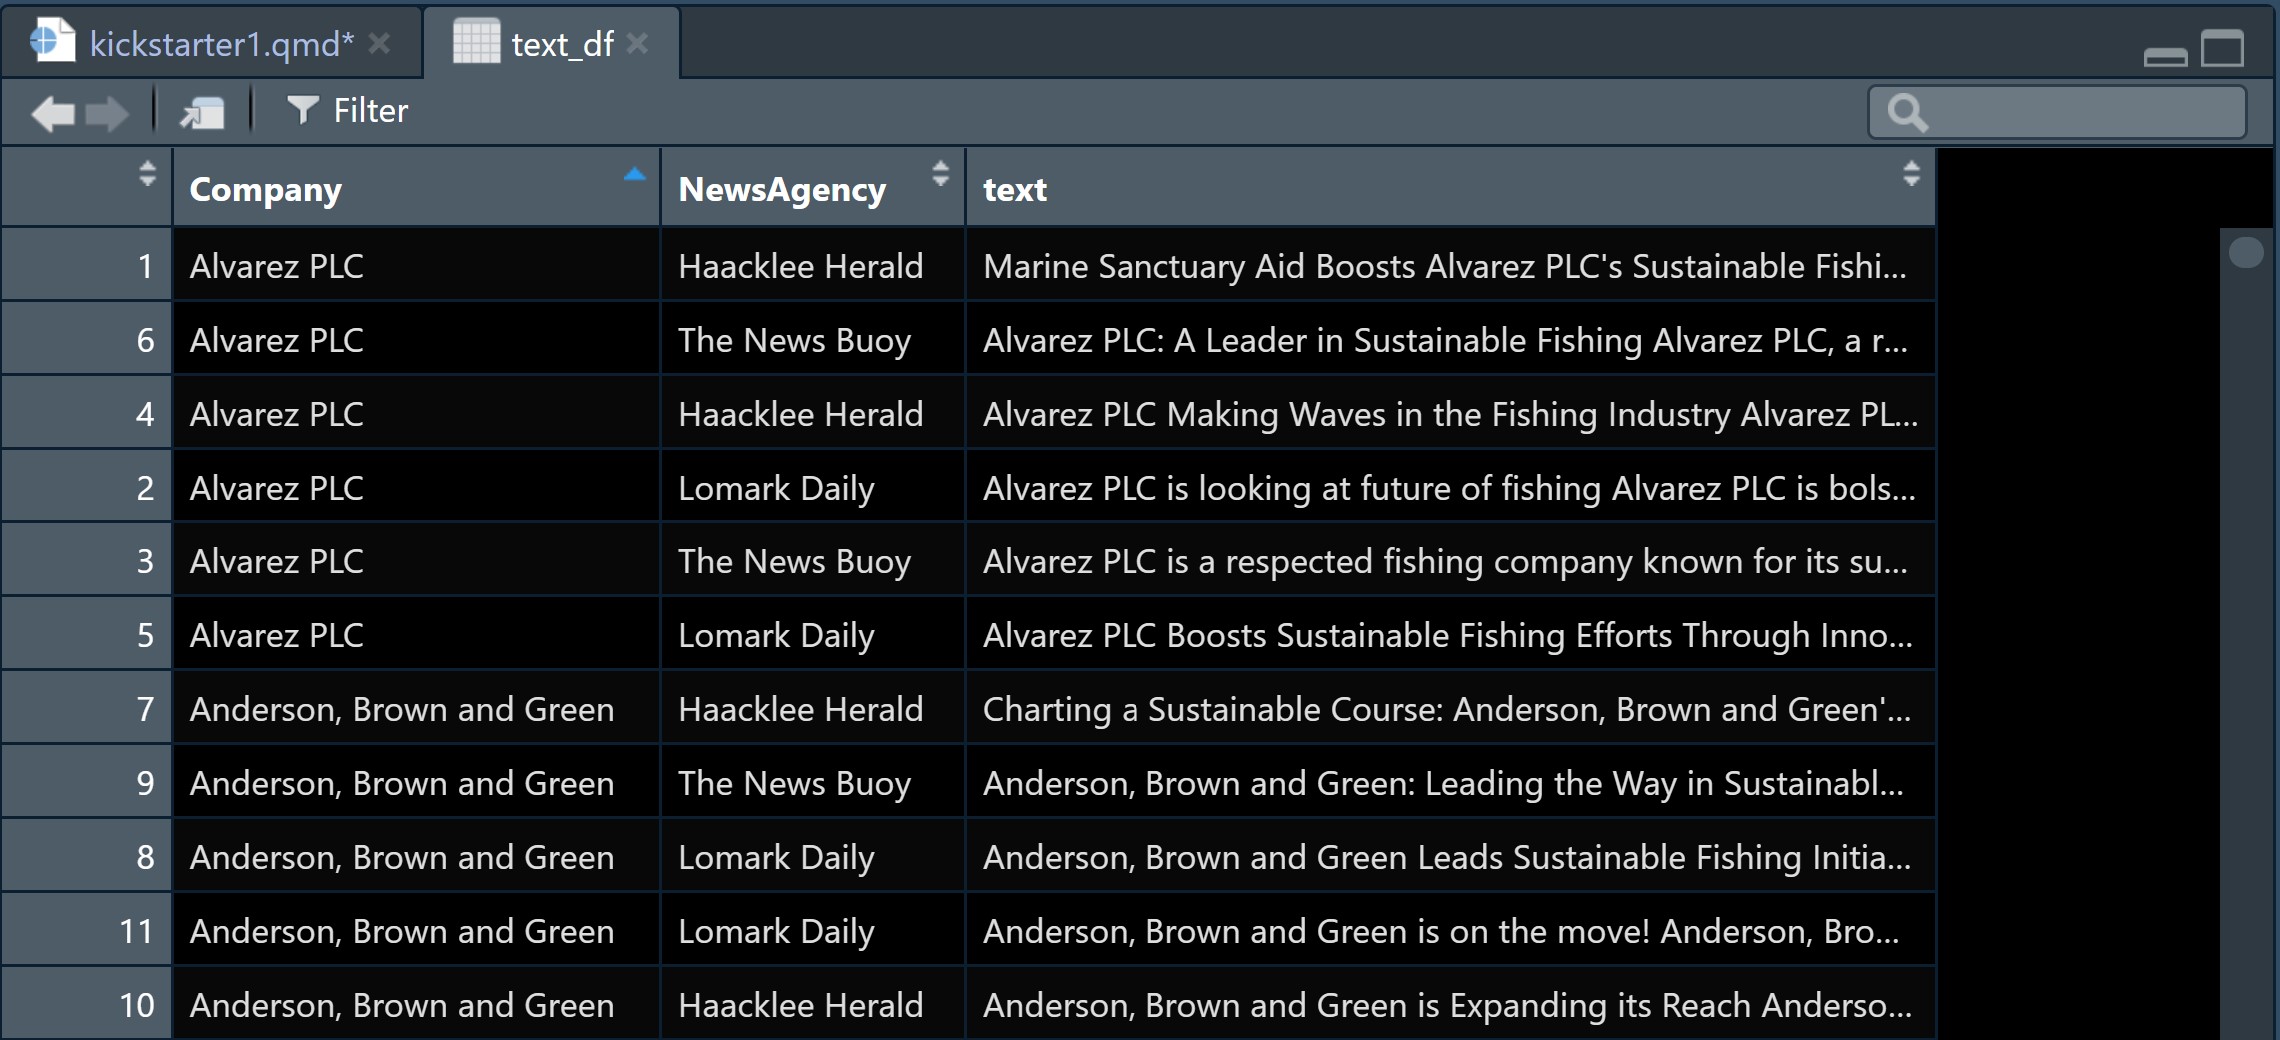 kickstarter1.qmd* text_df
Filter
Company NewsAgency text
1 Alvarez PLC Haacklee Herald Marine Sanctuary Aid Boosts Alvarez PLC's Sustainable Fishi...
6 Alvarez PLC The News Buoy Alvarez PLC: A Leader in Sustainable Fishing Alvarez PLC, a r...
4 Alvarez PLC Haacklee Herald Alvarez PLC Making Waves in the Fishing Industry Alvarez PL...
2 Alvarez PLC Lomark Daily Alvarez PLC is looking at future of fishing Alvarez PLC is bols...
3 Alvarez PLC The News Buoy Alvarez PLC is a respected fishing company known for its su...
5 Alvarez PLC Lomark Daily Alvarez PLC Boosts Sustainable Fishing Efforts Through Inno...
7 Anderson, Brown and Green Haacklee Herald Charting a Sustainable Course: Anderson, Brown and Green'...
9 Anderson, Brown and Green The News Buoy Anderson, Brown and Green: Leading the Way in Sustainabl...
8 Anderson, Brown and Green Lomark Daily Anderson, Brown and Green Leads Sustainable Fishing Initia...
11 Anderson, Brown and Green Lomark Daily Anderson, Brown and Green is on the move! Anderson, Bro...
10 Anderson, Brown and Green Haacklee Herald Anderson, Brown and Green is Expanding its Reach Anderso...